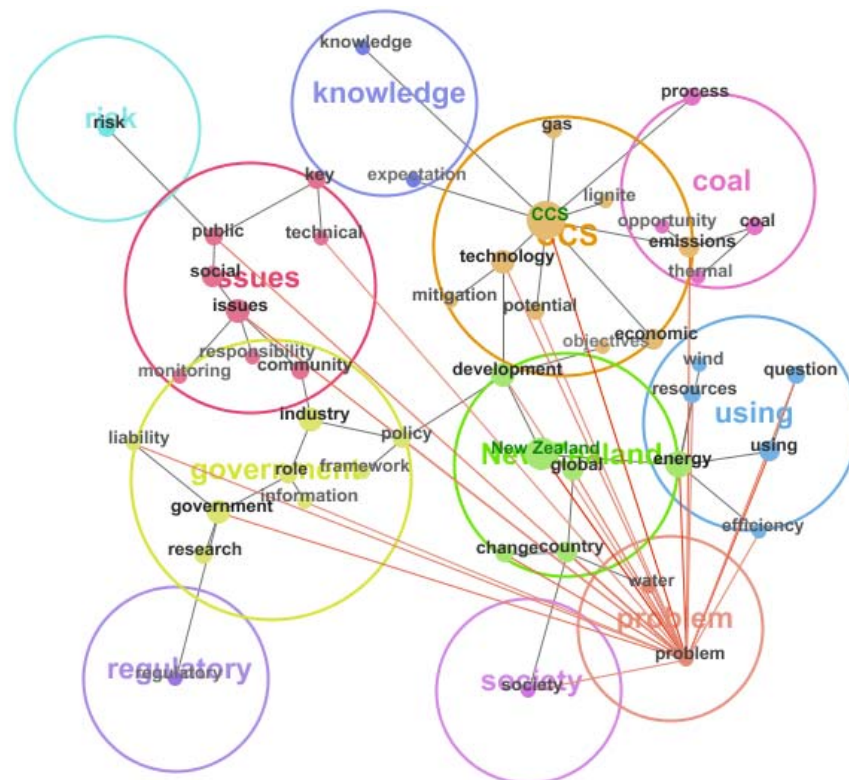 knowledge
knowledge
process
risk
risk
gas
key
expectation
lignite
coal
CCS
CCS
public
technical
opportunity
coal
emissions
technology
social
issues
thermal
mitigation
issues
potential
economic
objectives
responsibility
wind
monitoring
community
development
question
resources
using
industry
policy
liability
New Zealand
New Zealand
using
energy
global
role
government
framework
information
government
efficiency
research
change
country
water
problem
problem
regulatory
regulatory
society
society